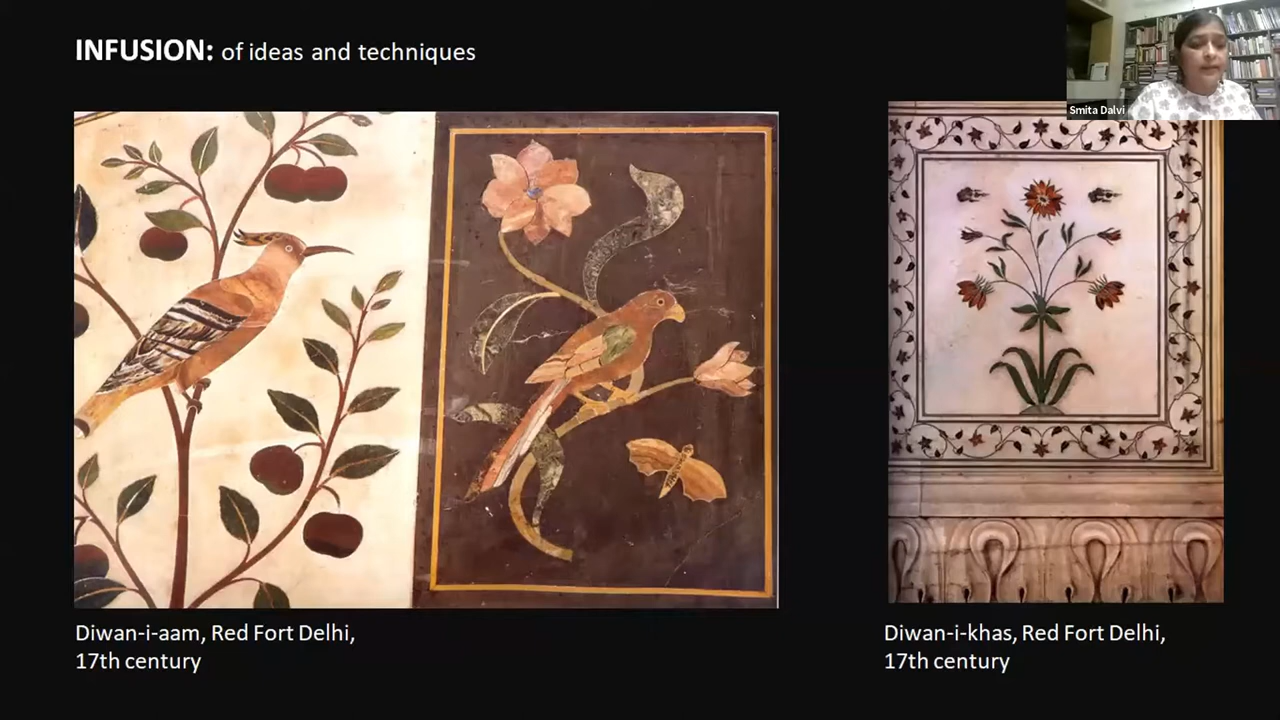 INFUSION: of ideas and techniques
Smita Dalvi
Diwan-i-aam, Red Fort Delhi,
17th century
Diwan-i-khas, Red Fort Delhi,
17th century